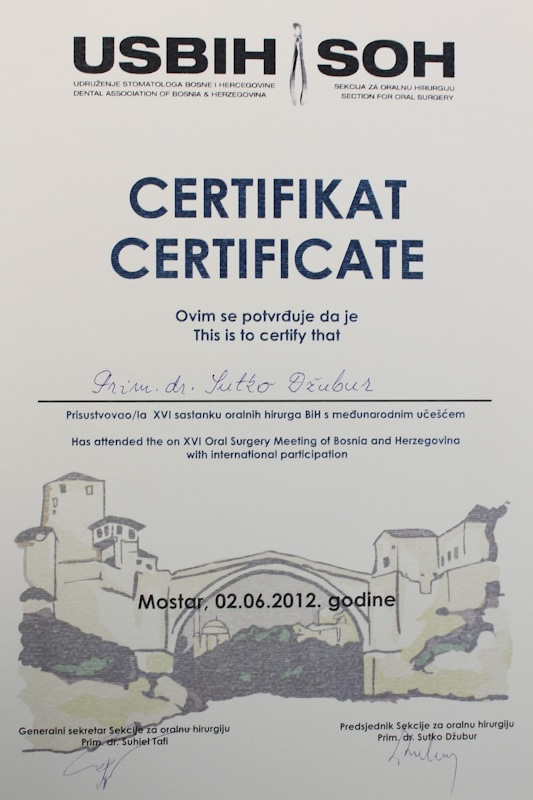 USBIH SOH
UDRUŽENJE STOMATOLOGA BOSNE I HERCEGOVINE
DENTAL ASSOCIATION OF BOSNIA & HERZEGOVINA
SEKCIJA ZA ORALNU HIRURGIJU
SECTION FOR ORAL SURGERY
CERTIFIKAT
CERTIFICATE
Ovim se potvrđuje da je
This is to certify that
Prim. dr. Sutko Džubur
Prisustvovao/la XVI sastanku oralnih hirurga BiH s međunarodnim učešćem
Has attended the on XVI Oral Surgery Meeting of Bosnia and Herzegovina
with international participation
Mostar, 02.06.2012. godine
Generalni sekretar Sekcije za oralnu hirurgiju
Prim. dr. Suhiel Tafi
Predsjednik Sekcije za oralnu hirurgiju
Prim. dr Sutko Džubur